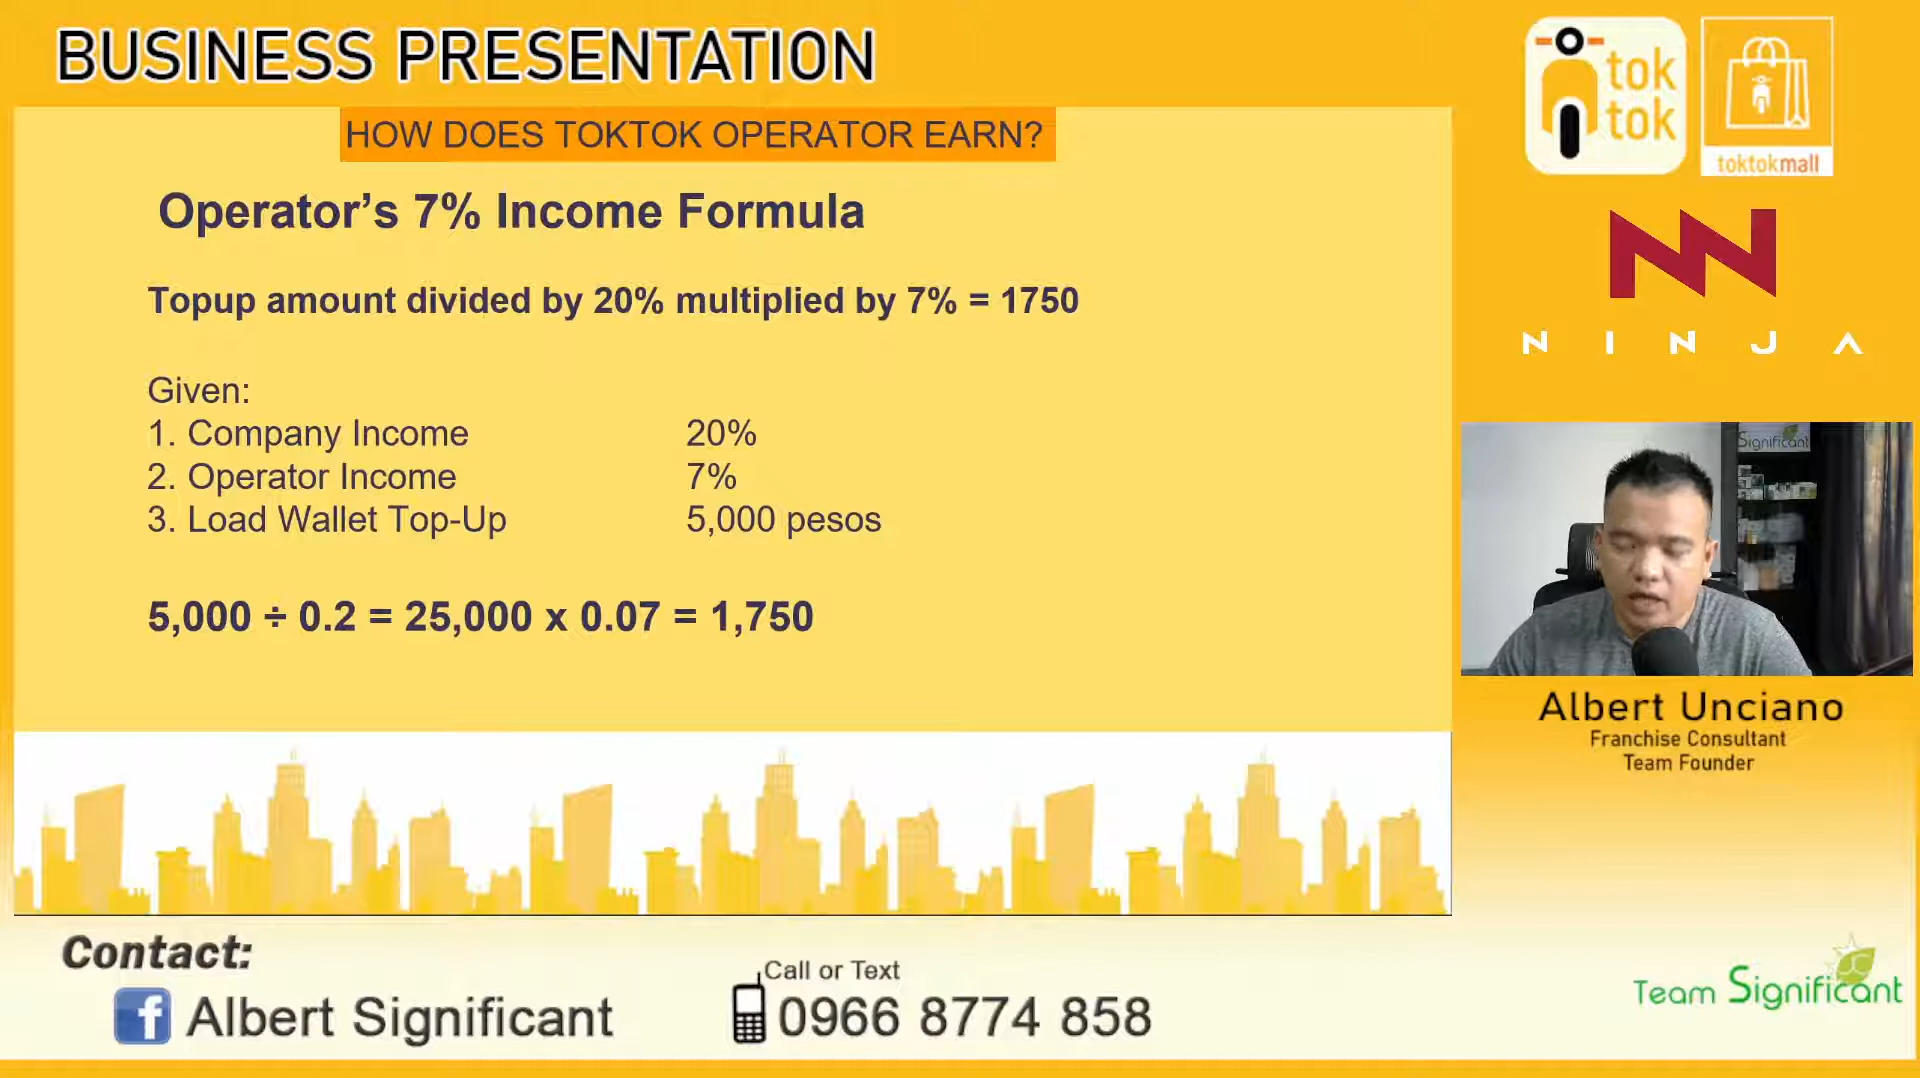 BUSINESS PRESENTATION
tok
tok
toktokmall
HOW DOES TOKTOK OPERATOR EARN?
Operator’s 7% Income Formula
Topup amount divided by 20% multiplied by 7% = 1750
NINJA
Given:
1. Company Income 20%
2. Operator Income 7%
3. Load Wallet Top-Up 5,000 pesos
5,000 ÷ 0.2 = 25,000 x 0.07 = 1,750
Significant
Albert Unciano
Franchise Consultant
Team Founder
Contact:
Albert Significant
Call or Text
0966 8774 858
Team Significant